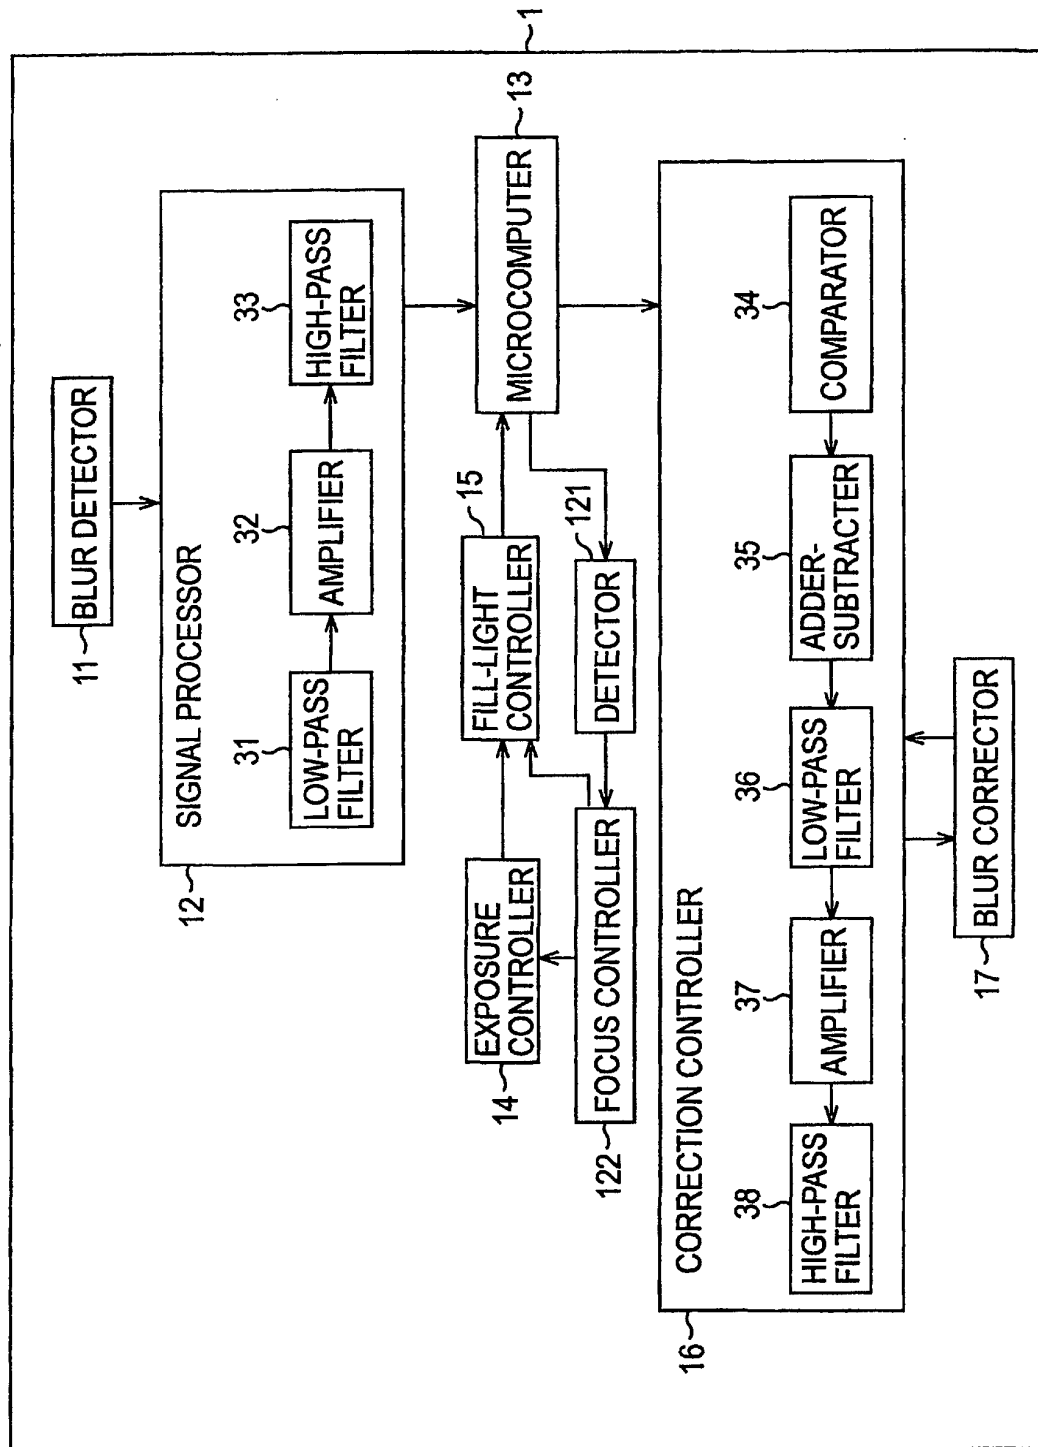 1
11
BLUR DETECTOR
12
SIGNAL PROCESSOR
31
LOW-PASS
FILTER
32
AMPLIFIER
33
HIGH-PASS
FILTER
14
EXPOSURE
CONTROLLER
15
FILL-LIGHT
CONTROLLER
13
MICROCOMPUTER
122
FOCUS CONTROLLER
121
DETECTOR
16
CORRECTION CONTROLLER
38
HIGH-PASS
FILTER
37
AMPLIFIER
36
LOW-PASS
FILTER
35
ADDER-
SUBTRACTER
34
COMPARATOR
17
BLUR CORRECTOR